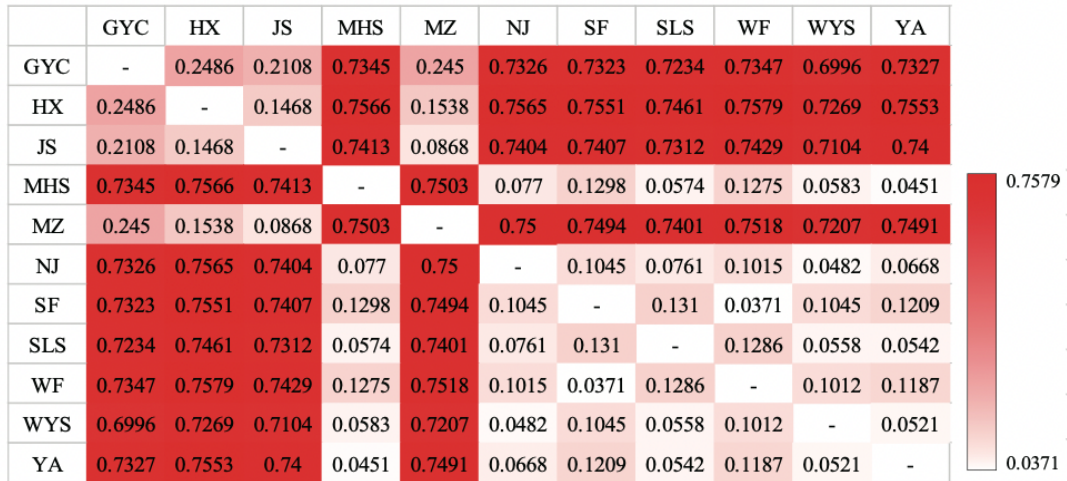 GYC HX JS MHS MZ NJ SF SLS WF WYS YA
GYC - 0.2486 0.2108 0.7345 0.245 0.7326 0.7323 0.7234 0.7347 0.6996 0.7327
HX 0.2486 - 0.1468 0.7566 0.1538 0.7565 0.7551 0.7461 0.7579 0.7269 0.7553
JS 0.2108 0.1468 - 0.7413 0.0868 0.7404 0.7407 0.7312 0.7429 0.7104 0.74
MHS 0.7345 0.7566 0.7413 - 0.7503 0.077 0.1298 0.0574 0.1275 0.0583 0.0451
MZ 0.245 0.1538 0.0868 0.7503 - 0.75 0.7494 0.7401 0.7518 0.7207 0.7491
NJ 0.7326 0.7565 0.7404 0.077 0.75 - 0.1045 0.0761 0.1015 0.0482 0.0668
SF 0.7323 0.7551 0.7407 0.1298 0.7494 0.1045 - 0.131 0.0371 0.1045 0.1209
SLS 0.7234 0.7461 0.7312 0.0574 0.7401 0.0761 0.131 - 0.1286 0.0558 0.0542
WF 0.7347 0.7579 0.7429 0.1275 0.7518 0.1015 0.0371 0.1286 - 0.1012 0.1187
WYS 0.6996 0.7269 0.7104 0.0583 0.7207 0.0482 0.1045 0.0558 0.1012 - 0.0521
YA 0.7327 0.7553 0.74 0.0451 0.7491 0.0668 0.1209 0.0542 0.1187 0.0521 -
0.7579
0.0371